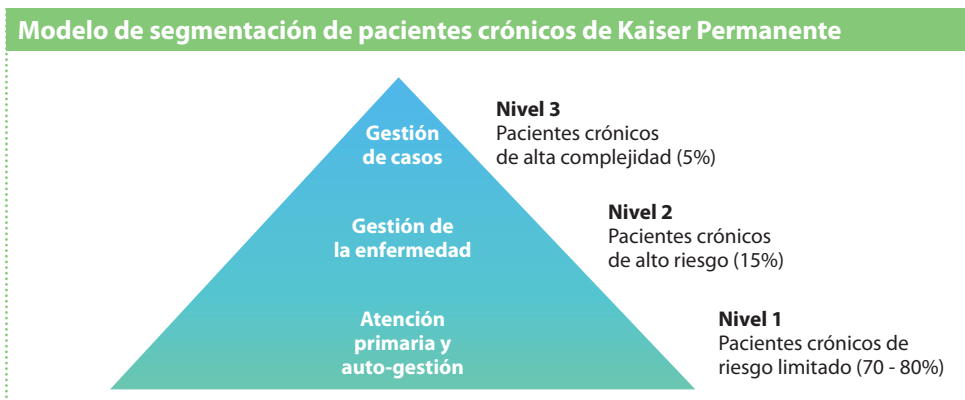 Modelo de segmentación de pacientes crónicos de Kaiser Permanente
Gestión
de casos
Nivel 3
Pacientes crónicos
de alta complejidad (5%)
Gestión de
la enfermedad
Nivel 2
Pacientes crónicos
de alto riesgo (15%)
Atención
primaria y
auto-gestión
Nivel 1
Pacientes crónicos de
riesgo limitado (70 - 80%)